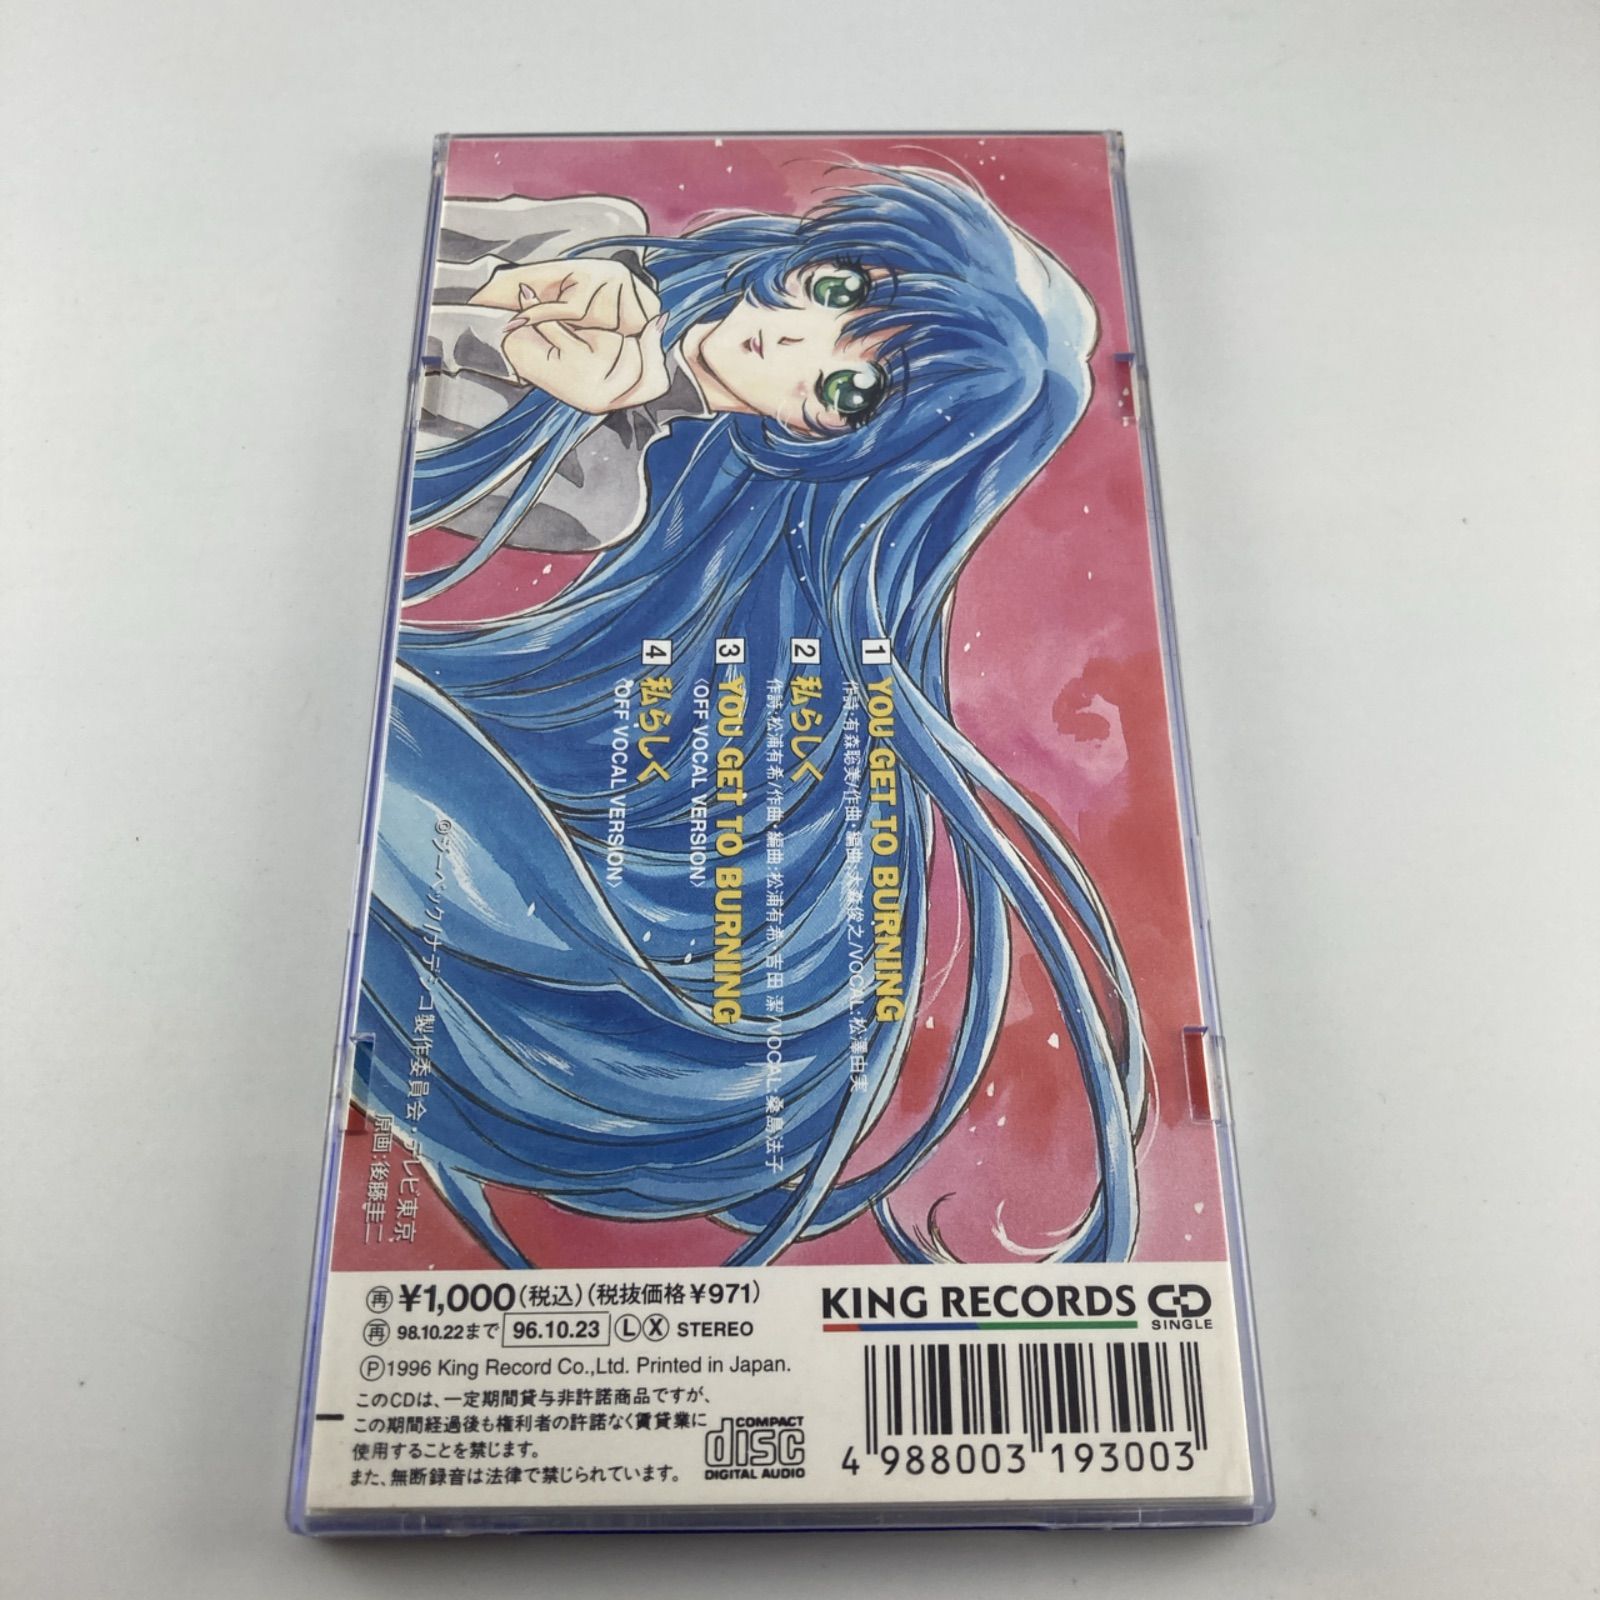 1 YOU GET TO BURNING
作詩:有森聡美/作曲・編曲:大森俊之/VOCAL:松澤由実
2 私らしく
作詩:松浦有希/作曲・編曲:松浦有希・吉田 潔/VOCAL:桑島法子
3 YOU GET TO BURNING
〈OFF VOCAL VERSION〉
4 私らしく
〈OFF VOCAL VERSION〉
©ジーベック/ナデシコ製作委員会・テレビ東京
原画:後藤圭二
再 ¥1,000(税込)(税抜価格¥971)
再 98.10.22まで 96.10.23 L X STEREO
Ⓟ1996 King Record Co.,Ltd. Printed in Japan.
このCDは、一定期間貸与非許諾商品ですが、
この期間経過後も権利者の許諾なく賃貸業に
使用することを禁じます。
また、無断録音は法律で禁じられています。
COMPACT
disc
DIGITAL AUDIO
KING RECORDS CD
SINGLE
4 988003 193003